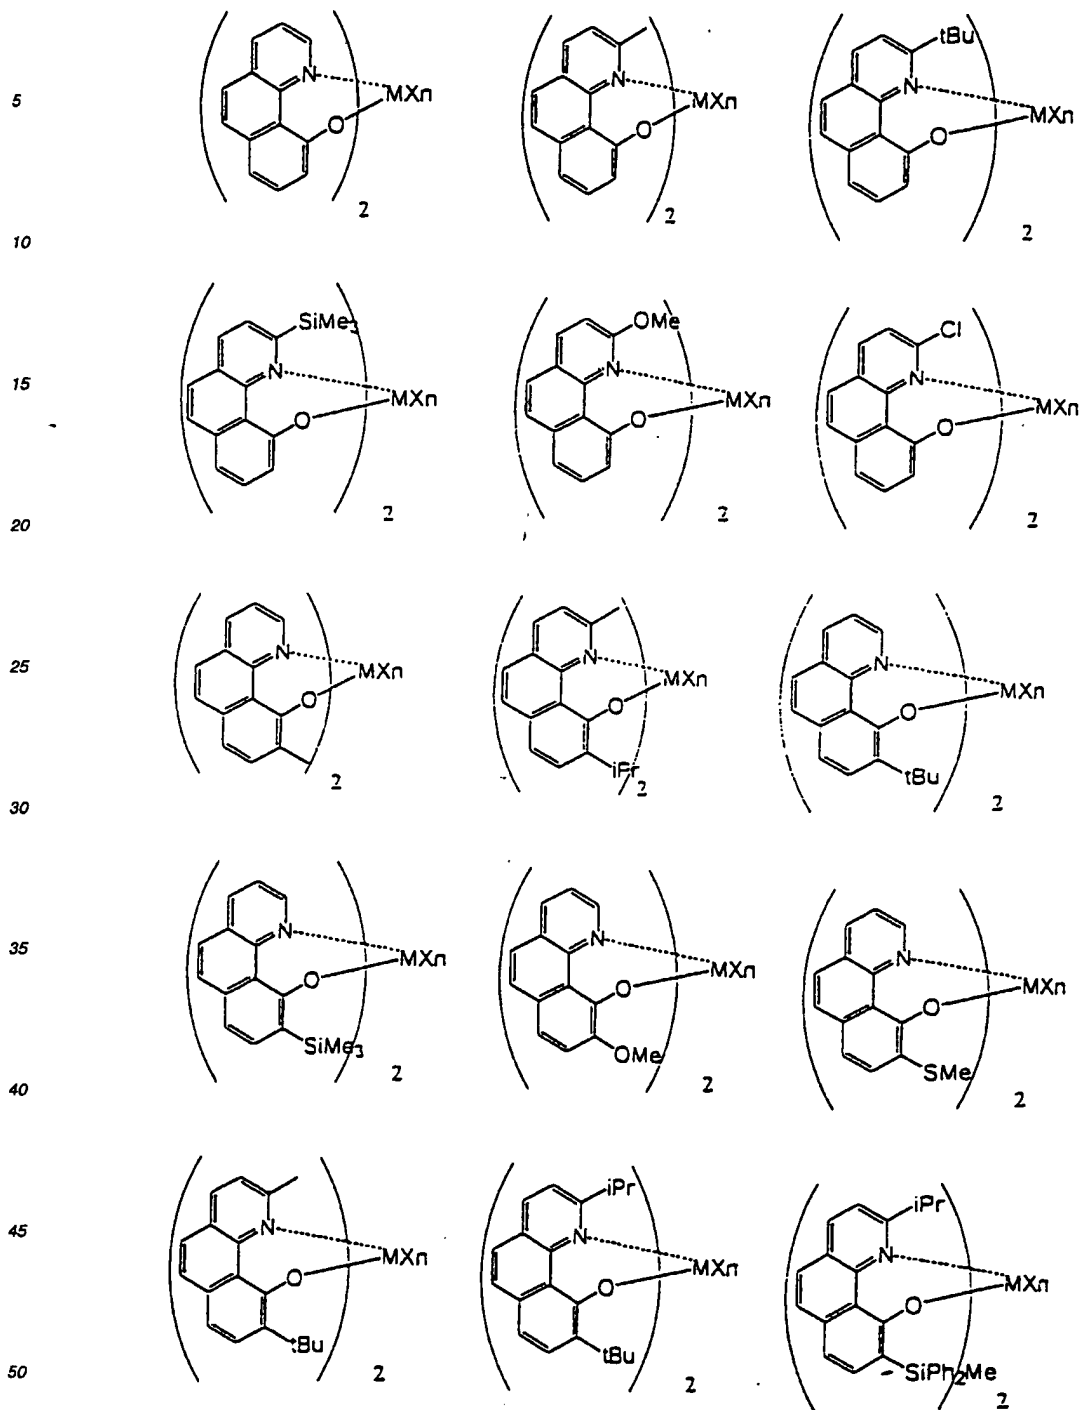 N MXn O 2
N MXn O 2
tBu N MXn O 2
5
10
SiMe3 N MXn O 2
OMe N MXn O 2
Cl N MXn O 2
15
20
N MXn O 2
N MXn O iPr 2
N MXn O tBu 2
25
30
N MXn O SiMe3 2
N MXn O OMe 2
N MXn O SMe 2
35
40
N MXn O tBu 2
iPr N MXn O tBu 2
iPr N MXn O SiPh2Me 2
45
50